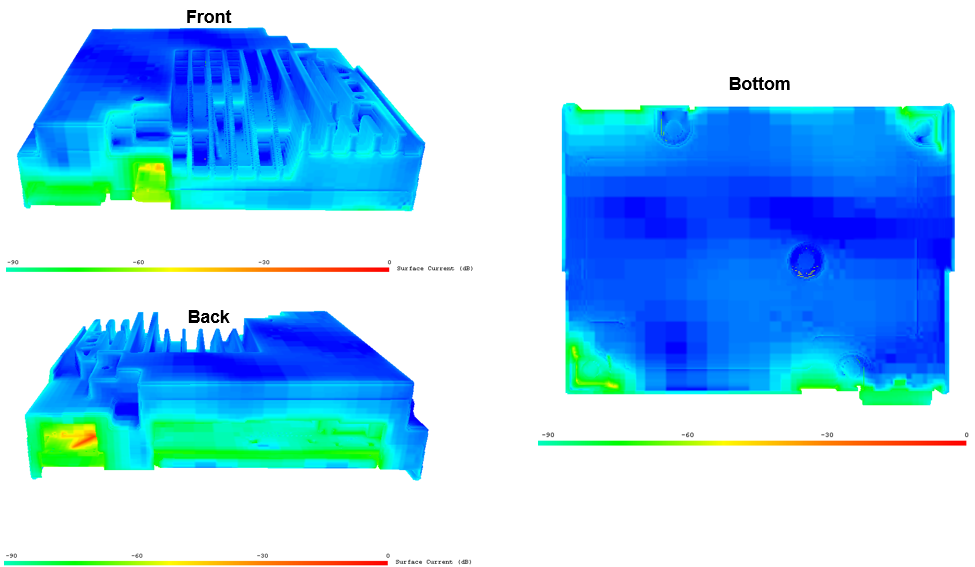 Front
-90 -60 -30 0 Surface Current (dB)
Back
-90 -60 -30 0 Surface Current (dB)
Bottom
-90 -60 -30 0